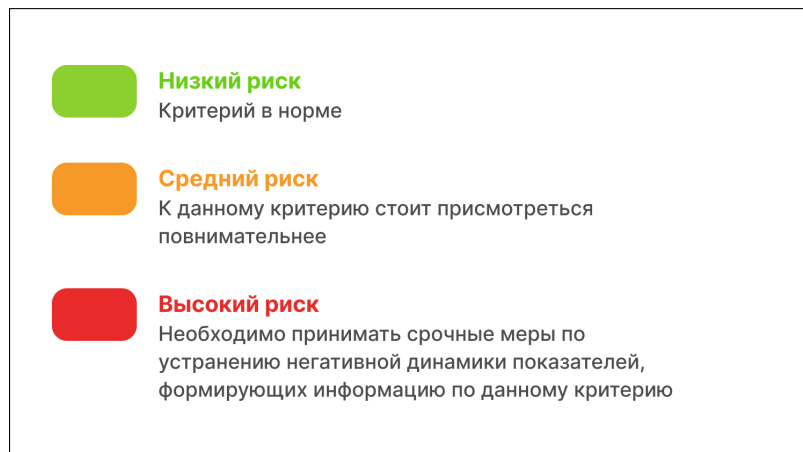 Низкий риск
Критерий в норме
Средний риск
К данному критерию стоит присмотреться
повнимательнее
Высокий риск
Необходимо принимать срочные меры по
устранению негативной динамики показателей,
формирующих информацию по данному критерию